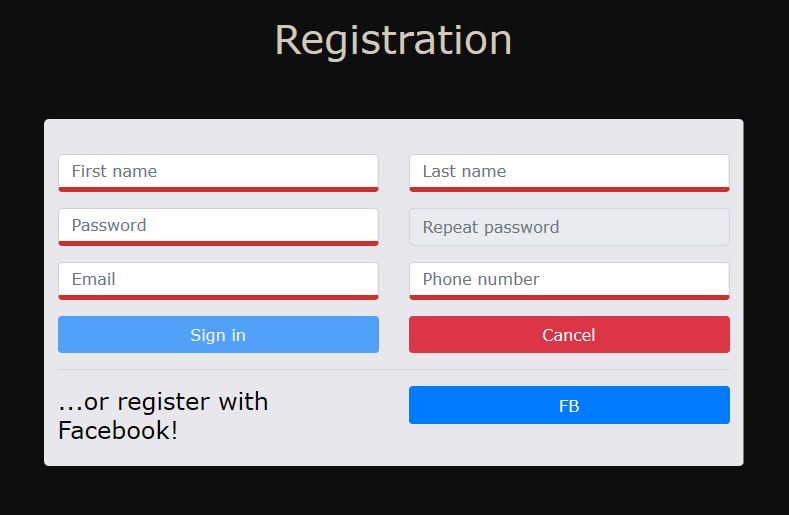 Registration
First name
Last name
Password
Repeat password
Email
Phone number
Sign in
Cancel
...or register with
Facebook!
FB